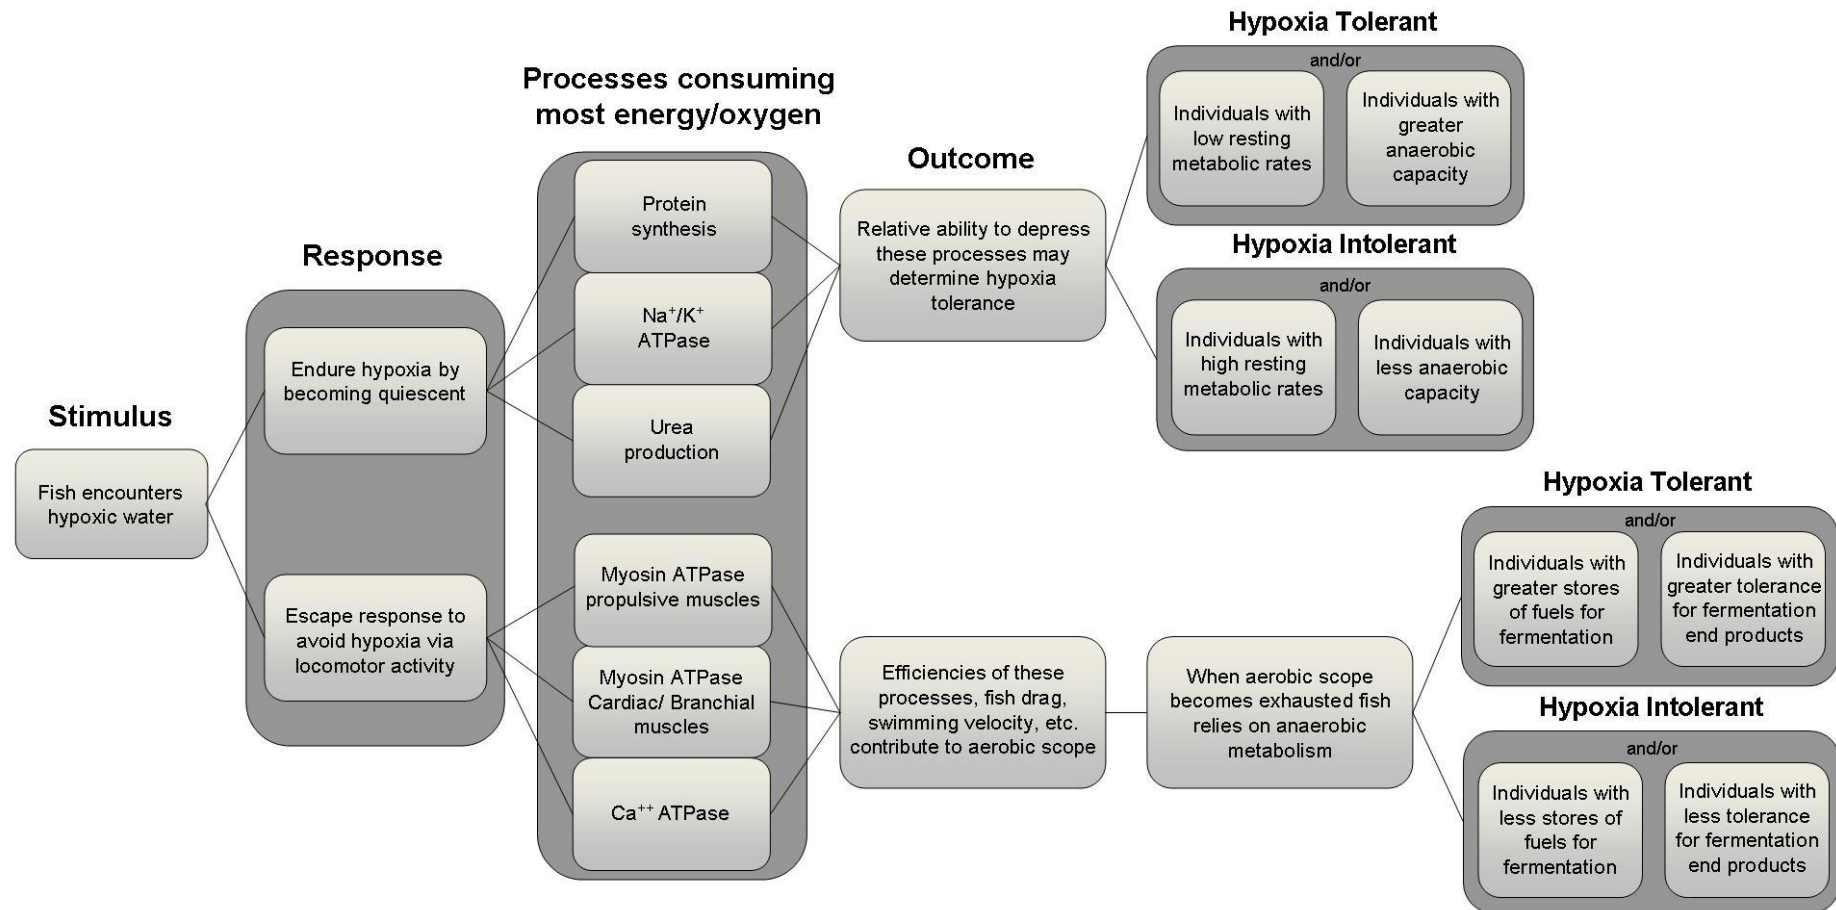 Stimulus
Fish encounters
hypoxic water
Response
Endure hypoxia by
becoming quiescent
Escape response to
avoid hypoxia via
locomotor activity
Processes consuming
most energy/oxygen
Protein
synthesis
Na⁺/K⁺
ATPase
Urea
production
Myosin ATPase
propulsive muscles
Myosin ATPase
Cardiac/ Branchial
muscles
Ca⁺⁺ ATPase
Outcome
Relative ability to depress
these processes may
determine hypoxia
tolerance
Efficiencies of these
processes, fish drag,
swimming velocity, etc.
contribute to aerobic scope
When aerobic scope
becomes exhausted fish
relies on anaerobic
metabolism
Hypoxia Tolerant
and/or
Individuals with
low resting
metabolic rates
Individuals with
greater
anaerobic
capacity
Hypoxia Intolerant
and/or
Individuals with
high resting
metabolic rates
Individuals with
less anaerobic
capacity
Hypoxia Tolerant
and/or
Individuals with
greater stores
of fuels for
fermentation
Individuals with
greater tolerance
for fermentation
end products
Hypoxia Intolerant
and/or
Individuals with
less stores of
fuels for
fermentation
Individuals with
less tolerance
for fermentation
end products